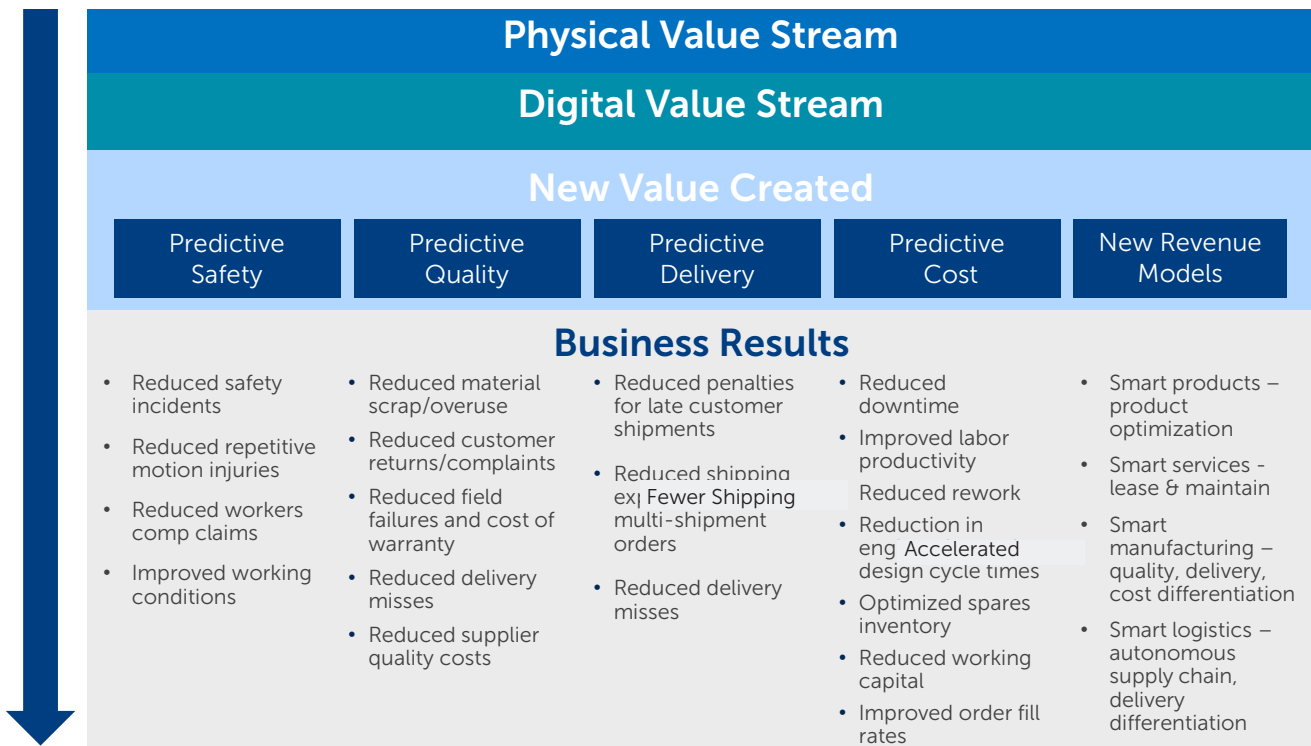 Physical Value Stream
Digital Value Stream
New Value Created
Predictive
Safety
Predictive
Quality
Predictive
Delivery
Predictive
Cost
New Revenue
Models
Business Results
• Reduced safety
incidents
• Reduced repetitive
motion injuries
• Reduced workers
comp claims
• Improved working
conditions
• Reduced material
scrap/overuse
• Reduced customer
returns/complaints
• Reduced field
failures and cost of
warranty
• Reduced delivery
misses
• Reduced supplier
quality costs
• Reduced penalties
for late customer
shipments
• Reduced shipping
Fewer Shipping
multi-shipment
orders
• Reduced delivery
misses
• Reduced
downtime
• Improved labor
productivity
Reduced rework
• Reduction in
Accelerated
design cycle times
• Optimized spares
inventory
• Reduced working
capital
• Improved order fill
rates
• Smart products –
product
optimization
• Smart services -
lease & maintain
• Smart
manufacturing –
quality, delivery,
cost differentiation
• Smart logistics –
autonomous
supply chain,
delivery
differentiation